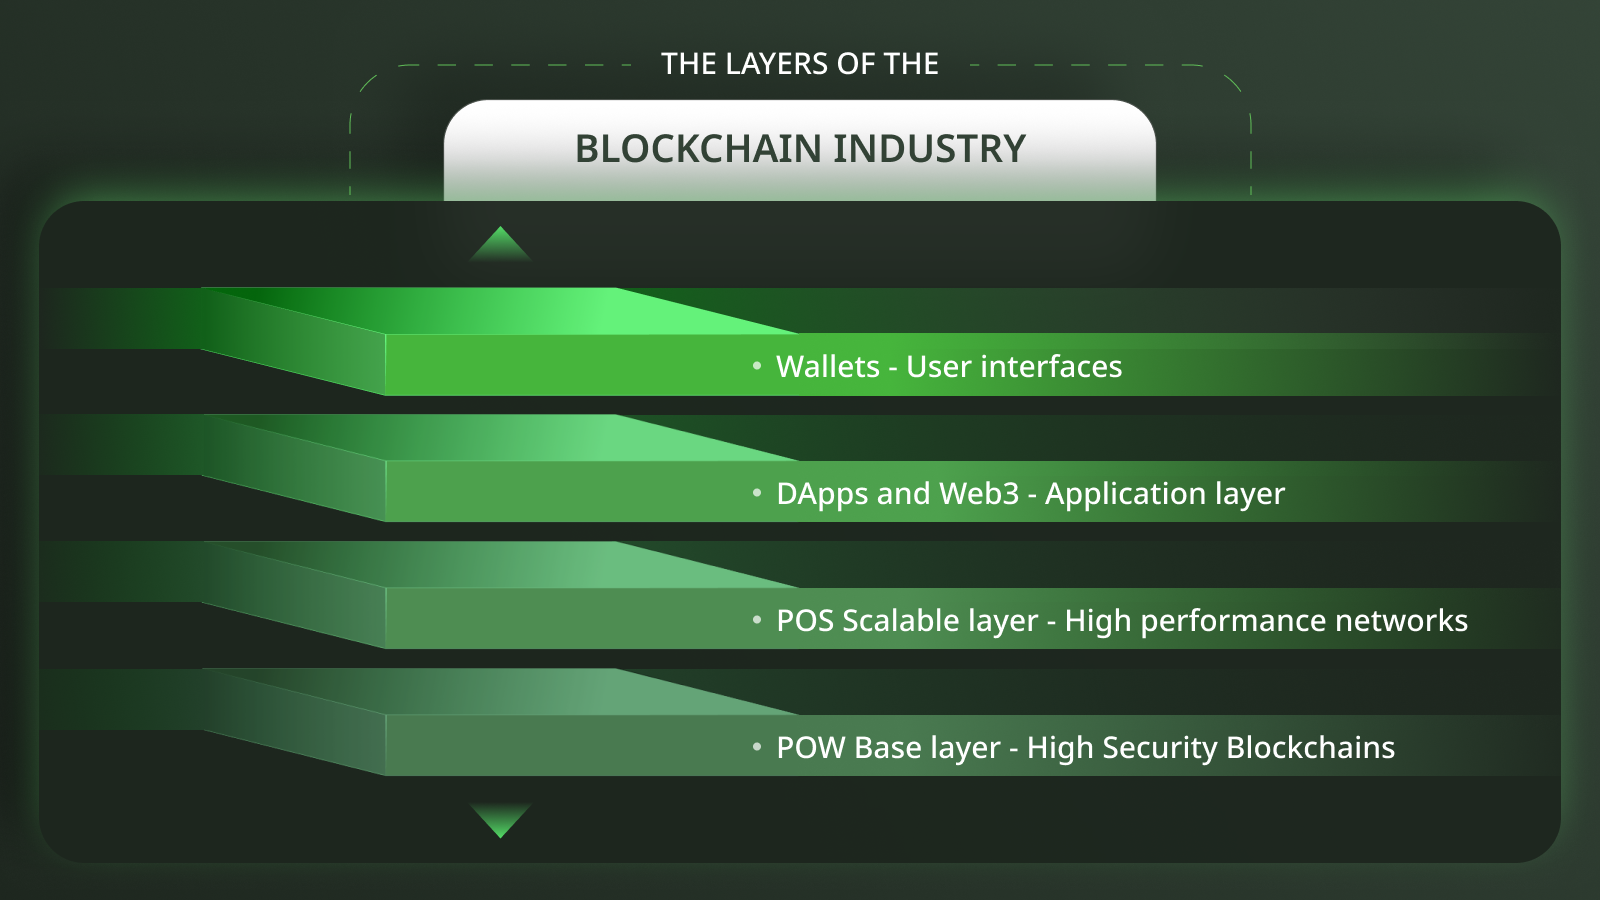 THE LAYERS OF THE
BLOCKCHAIN INDUSTRY
• Wallets - User interfaces
• DApps and Web3 - Application layer
• POS Scalable layer - High performance networks
• POW Base layer - High Security Blockchains